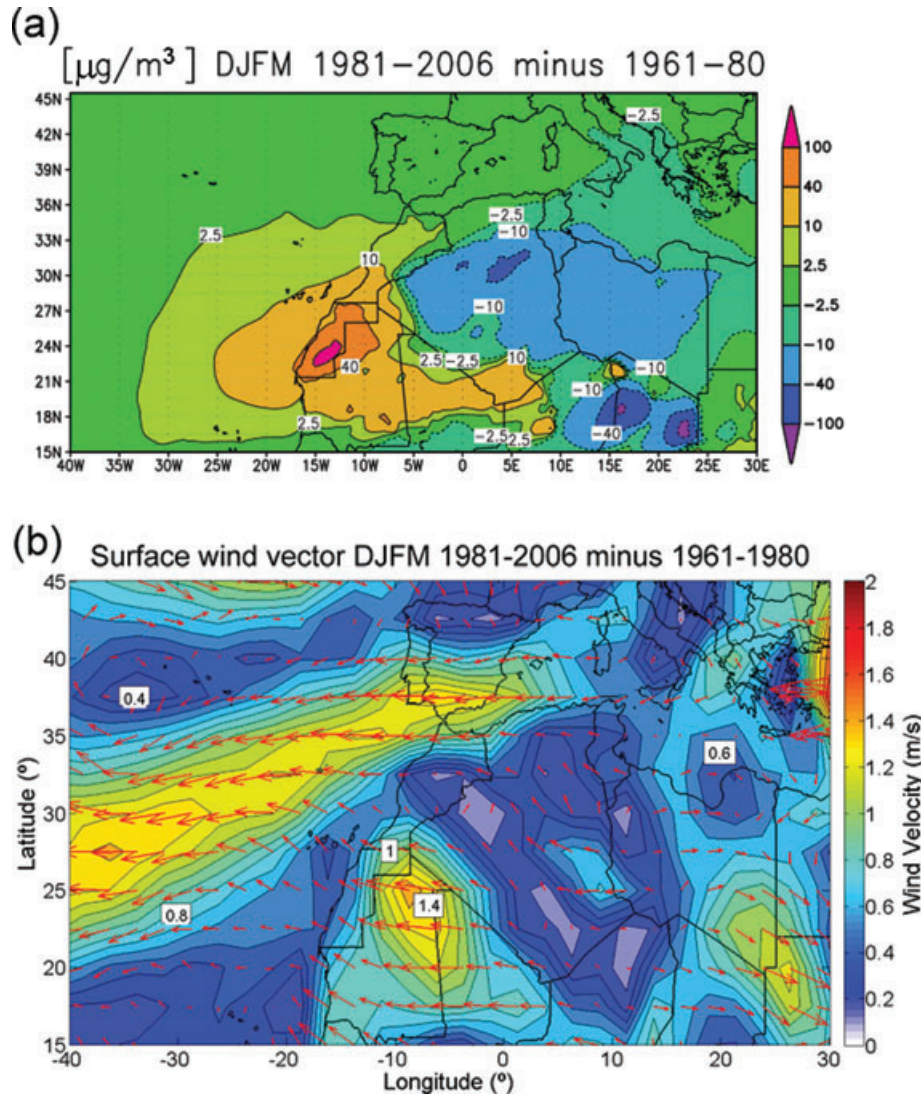 (a)
[μg/m³] DJFM 1981−2006 minus 1961−80
45N
42N
39N
36N
33N
30N
27N
24N
21N
18N
15N
40W 35W 30W 25W 20W 15W 10W 5W 0 5E 10E 15E 20E 25E 30E
−2.5
2.5
−2.5
−10
10
−10
2.5 −2.5 10
−10
40
−10
2.5
−2.5 2.5
−40
100
40
10
2.5
−2.5
−10
−40
−100
(b)
Surface wind vector DJFM 1981-2006 minus 1961-1980
45
40
35
30
25
20
15
Latitude (º)
-40 -30 -20 -10 0 10 20 30
Longitude (º)
0.4
0.6
1
1.4
0.8
2
1.8
1.6
1.4
1.2
1
0.8
0.6
0.4
0.2
0
Wind Velocity (m/s)